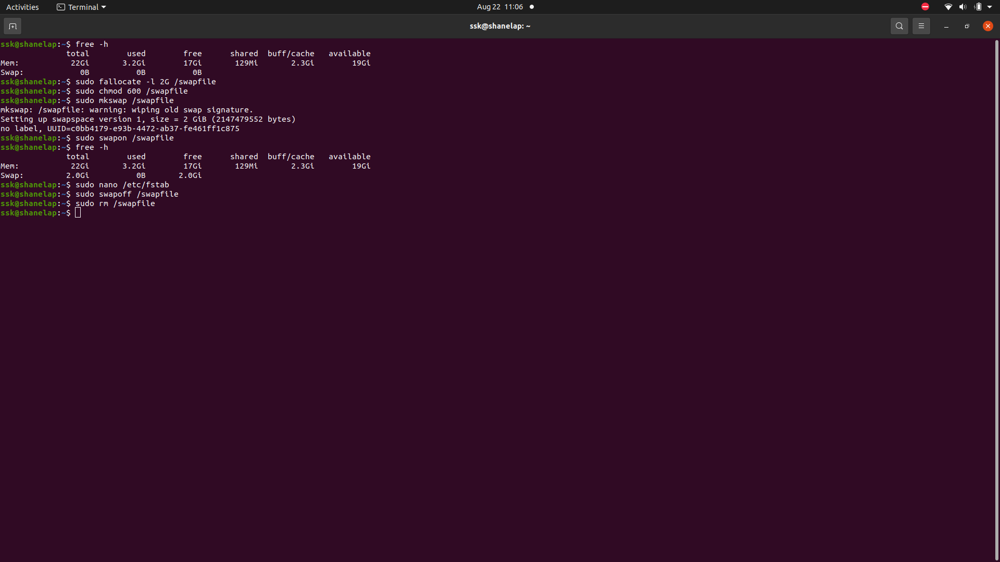 Activities Terminal Aug 22 11:06
ssk@shanelap: ~
ssk@shanelap:~$ free -h
              total        used        free      shared  buff/cache   available
Mem:           22Gi       3.2Gi        17Gi       129Mi       2.3Gi        19Gi
Swap:            0B          0B          0B
ssk@shanelap:~$ sudo fallocate -l 2G /swapfile
ssk@shanelap:~$ sudo chmod 600 /swapfile
ssk@shanelap:~$ sudo mkswap /swapfile
mkswap: /swapfile: warning: wiping old swap signature.
Setting up swapspace version 1, size = 2 GiB (2147479552 bytes)
no label, UUID=c0bb4179-e93b-4472-ab37-fe461ff1c875
ssk@shanelap:~$ sudo swapon /swapfile
ssk@shanelap:~$ free -h
              total        used        free      shared  buff/cache   available
Mem:           22Gi       3.2Gi        17Gi       129Mi       2.3Gi        19Gi
Swap:         2.0Gi          0B       2.0Gi
ssk@shanelap:~$ sudo nano /etc/fstab
ssk@shanelap:~$ sudo swapoff /swapfile
ssk@shanelap:~$ sudo rm /swapfile
ssk@shanelap:~$